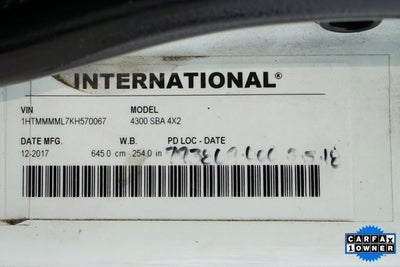 INTERNATIONAL®
VIN MODEL
1HTMMMML7KH570067 4300 SBA 4X2
DATE MFG. W.B. PD LOC - DATE
12-2017 645.0 cm 254.0 in
CARFAX
1 OWNER